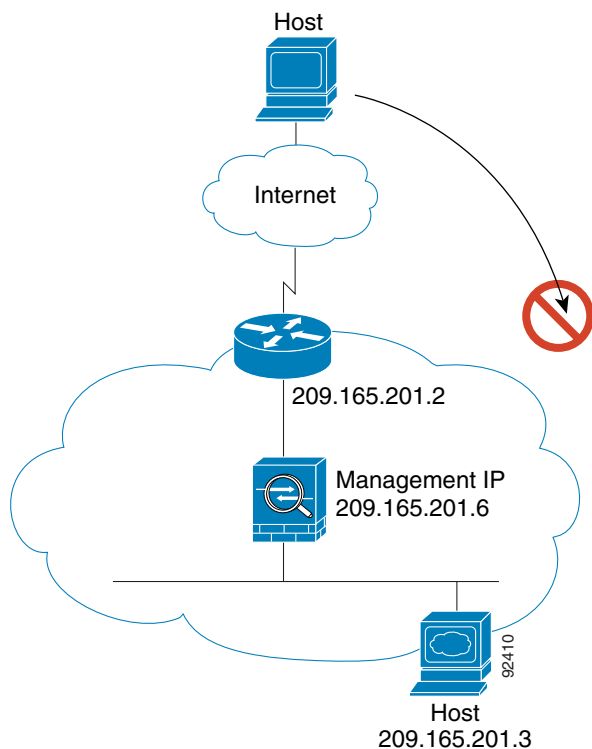 Host
Internet
209.165.201.2
Management IP
209.165.201.6
92410
Host
209.165.201.3